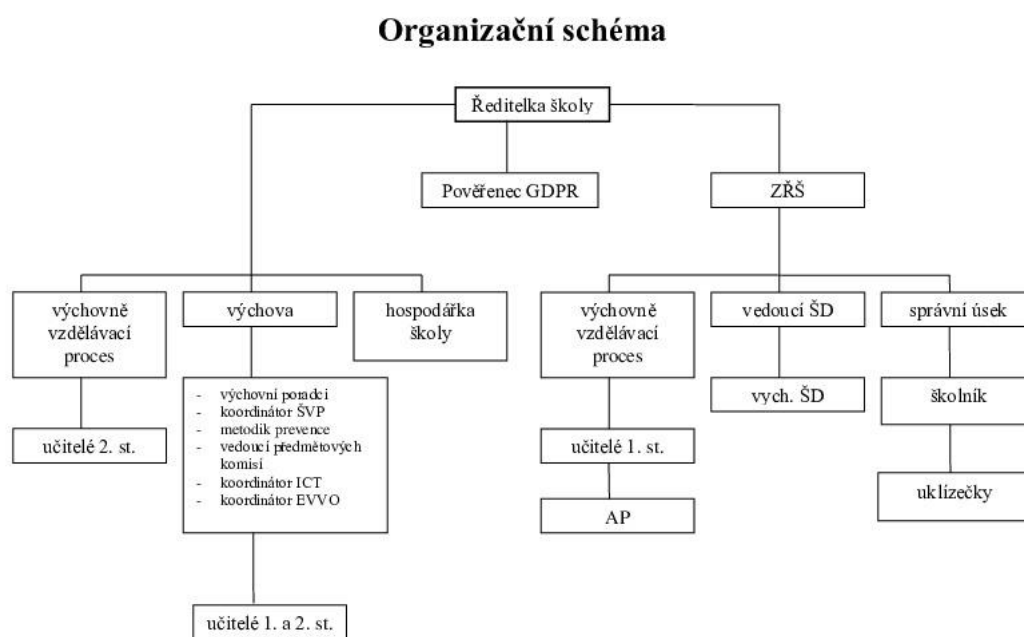 Organizační schéma
Ředitelka školy
Pověřenec GDPR
ZŘŠ
výchovně
vzdělávací
proces
výchova
hospodářka
školy
výchovně
vzdělávací
proces
vedoucí ŠD
správní úsek
učitelé 2. st.
- výchovní poradci
- koordinátor ŠVP
- metodik prevence
- vedoucí předmětových
komisí
- koordinátor ICT
- koordinátor EVVO
učitelé 1. st.
vych. ŠD
školník
AP
uklízečky
učitelé 1. a 2. st.